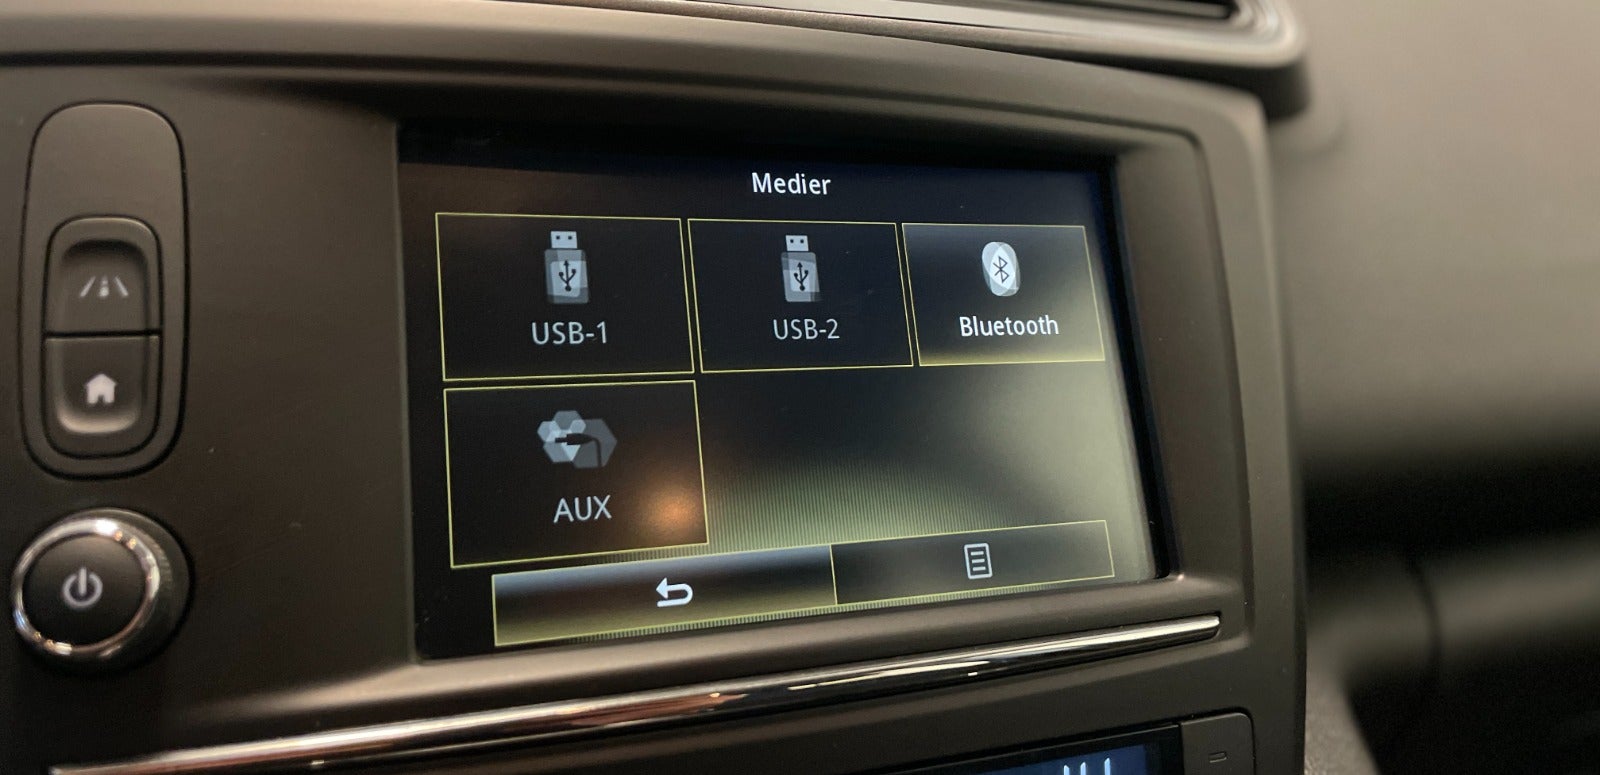 Medier
USB-1
USB-2
Bluetooth
AUX